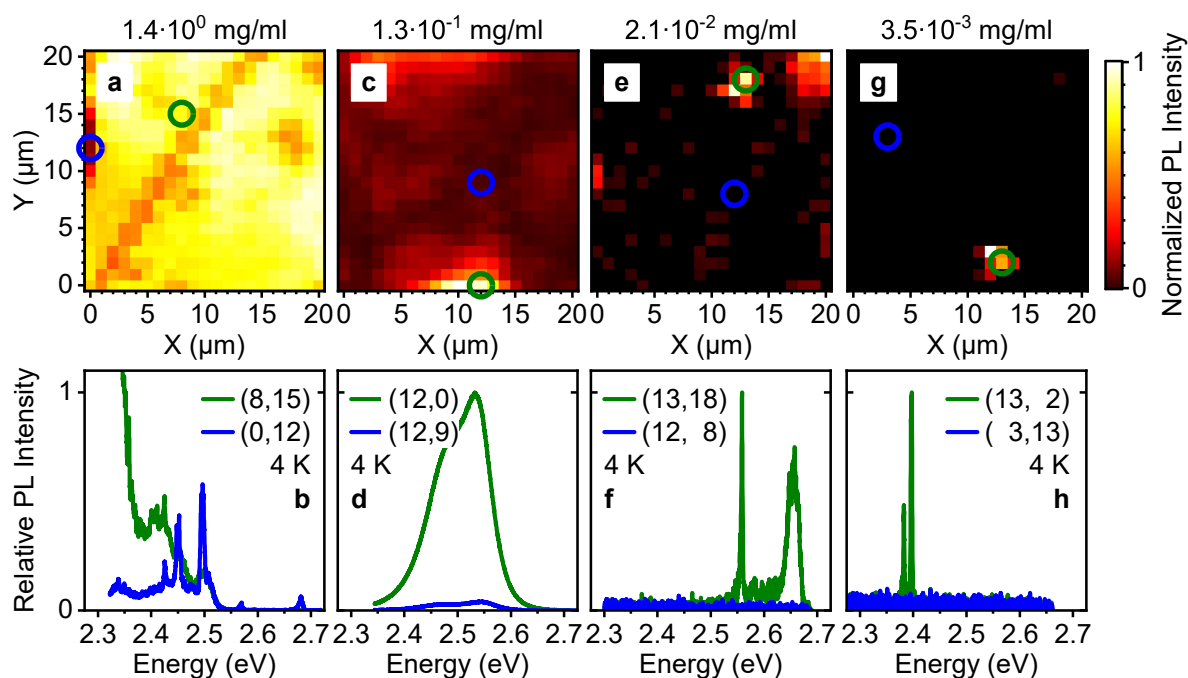 1.4·10⁰ mg/ml 1.3·10⁻¹ mg/ml 2.1·10⁻² mg/ml 3.5·10⁻³ mg/ml
a c e g
20
15
10
5
0
Y (µm)
0 5 10 15 20 0 5 10 15 20 0 5 10 15 20 0 5 10 15 20
X (µm) X (µm) X (µm) X (µm)
1
0
Normalized PL Intensity
1
0
Relative PL Intensity
(8,15)
(0,12)
4 K
b
(12,0)
(12,9)
4 K
d
(13,18)
(12, 8)
4 K
f
(13, 2)
( 3,13)
4 K
h
2.3 2.4 2.5 2.6 2.7 2.3 2.4 2.5 2.6 2.7 2.3 2.4 2.5 2.6 2.7 2.3 2.4 2.5 2.6 2.7
Energy (eV) Energy (eV) Energy (eV) Energy (eV)